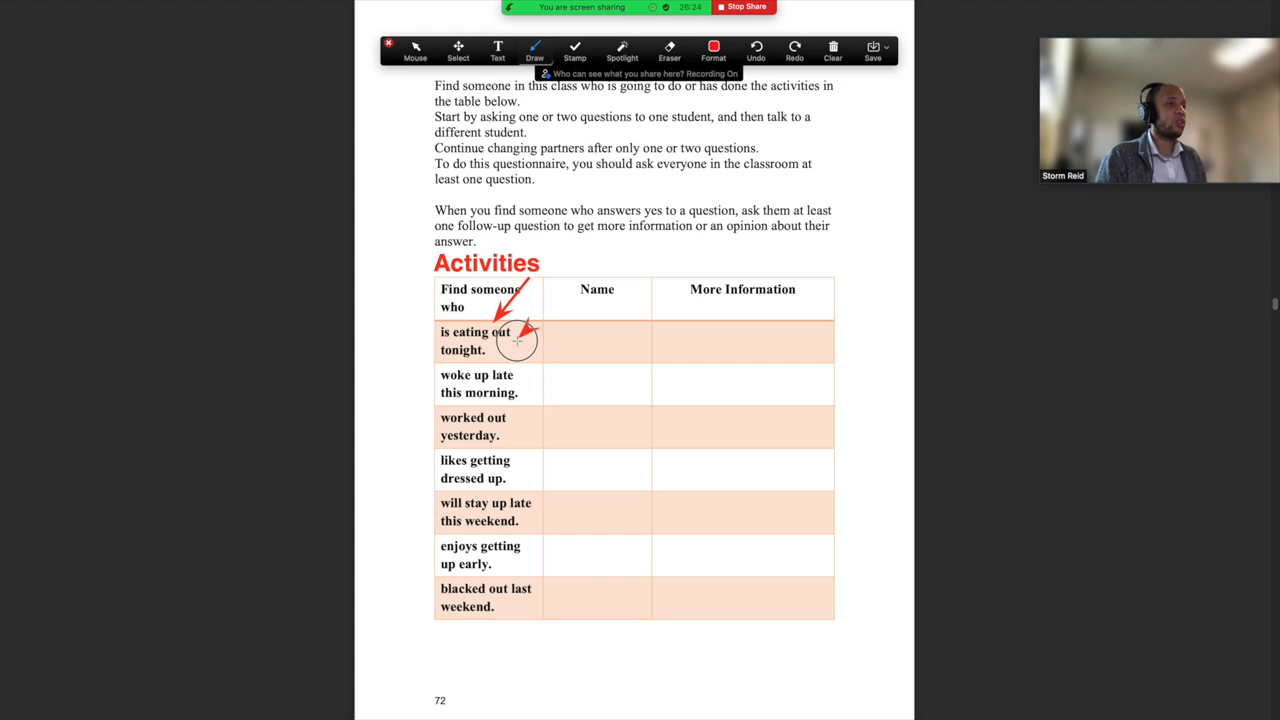 You are screen sharing 26:24 Stop Share
Mouse Select Text Draw Stamp Spotlight Eraser Format Undo Redo Clear Save
Who can see what you share here? Recording On
Find someone in this class who is going to do or has done the activities in
the table below.
Start by asking one or two questions to one student, and then talk to a
different student.
Continue changing partners after only one or two questions.
To do this questionnaire, you should ask everyone in the classroom at
least one question.
When you find someone who answers yes to a question, ask them at least
one follow-up question to get more information or an opinion about their
answer.
Activities
Find someone
who
Name
More Information
is eating out
tonight.
woke up late
this morning.
worked out
yesterday.
likes getting
dressed up.
will stay up late
this weekend.
enjoys getting
up early.
blacked out last
weekend.
72
Storm Reid